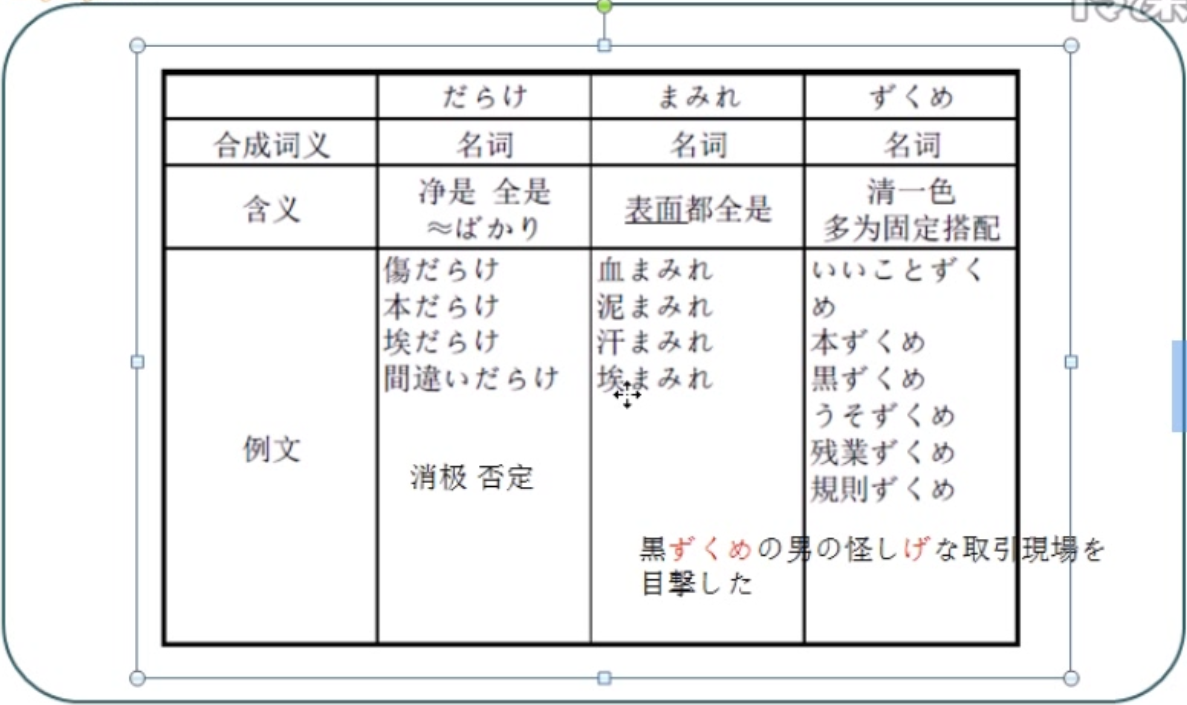 だらけ まみれ ずくめ
合成词义 名词 名词 名词
含义 净是 全是 ≈ばかり 表面都全是 清一色 多为固定搭配
例文
傷だらけ
本だらけ
埃だらけ
間違いだらけ
消极 否定
血まみれ
泥まみれ
汗まみれ
埃まみれ
いいことずく
め
本ずくめ
黒ずくめ
うそずくめ
残業ずくめ
規則ずくめ
黒ずくめの男の怪しげな取引現場を
目撃した